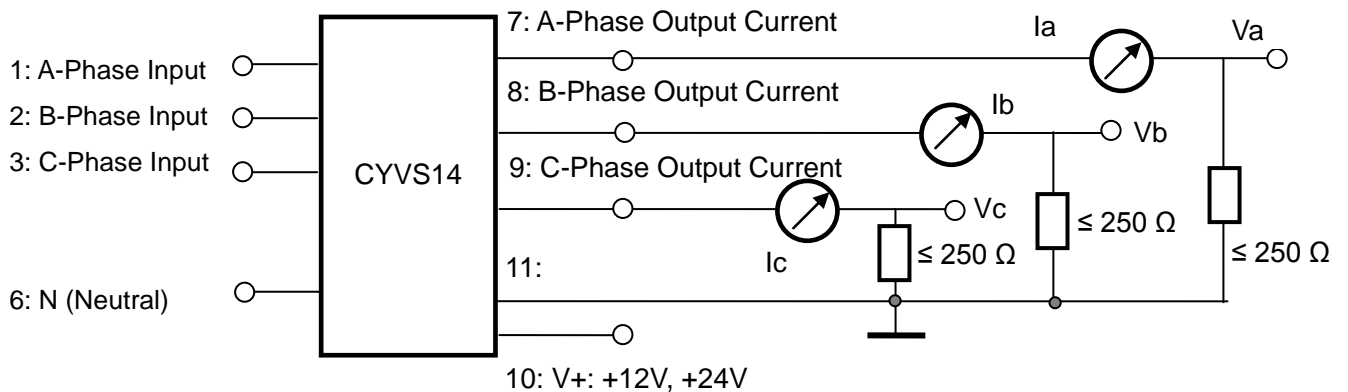 7: A-Phase Output Current
Ia
Va
1: A-Phase Input
8: B-Phase Output Current
Ib
2: B-Phase Input
Vb
3: C-Phase Input
CYVS14
9: C-Phase Output Current
Vc
≤ 250 Ω
≤ 250 Ω
≤ 250 Ω
Ic
11:
6: N (Neutral)
10: V+: +12V, +24V